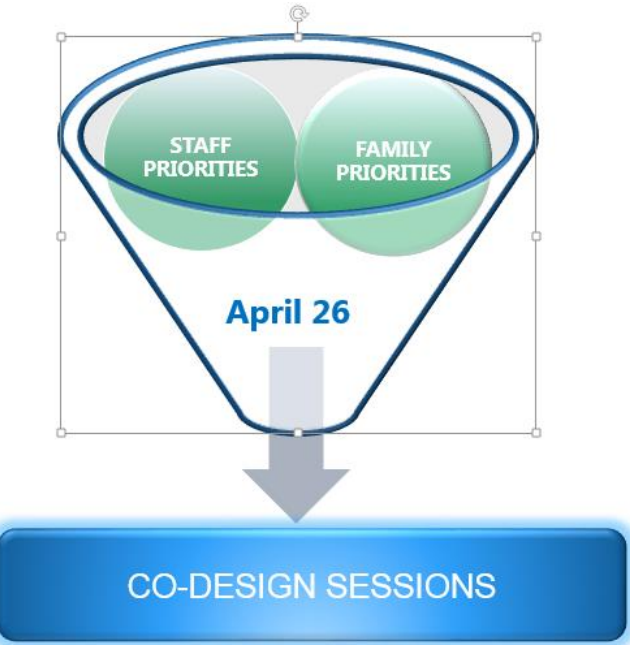 STAFF
PRIORITIES
FAMILY
PRIORITIES
April 26
CO-DESIGN SESSIONS